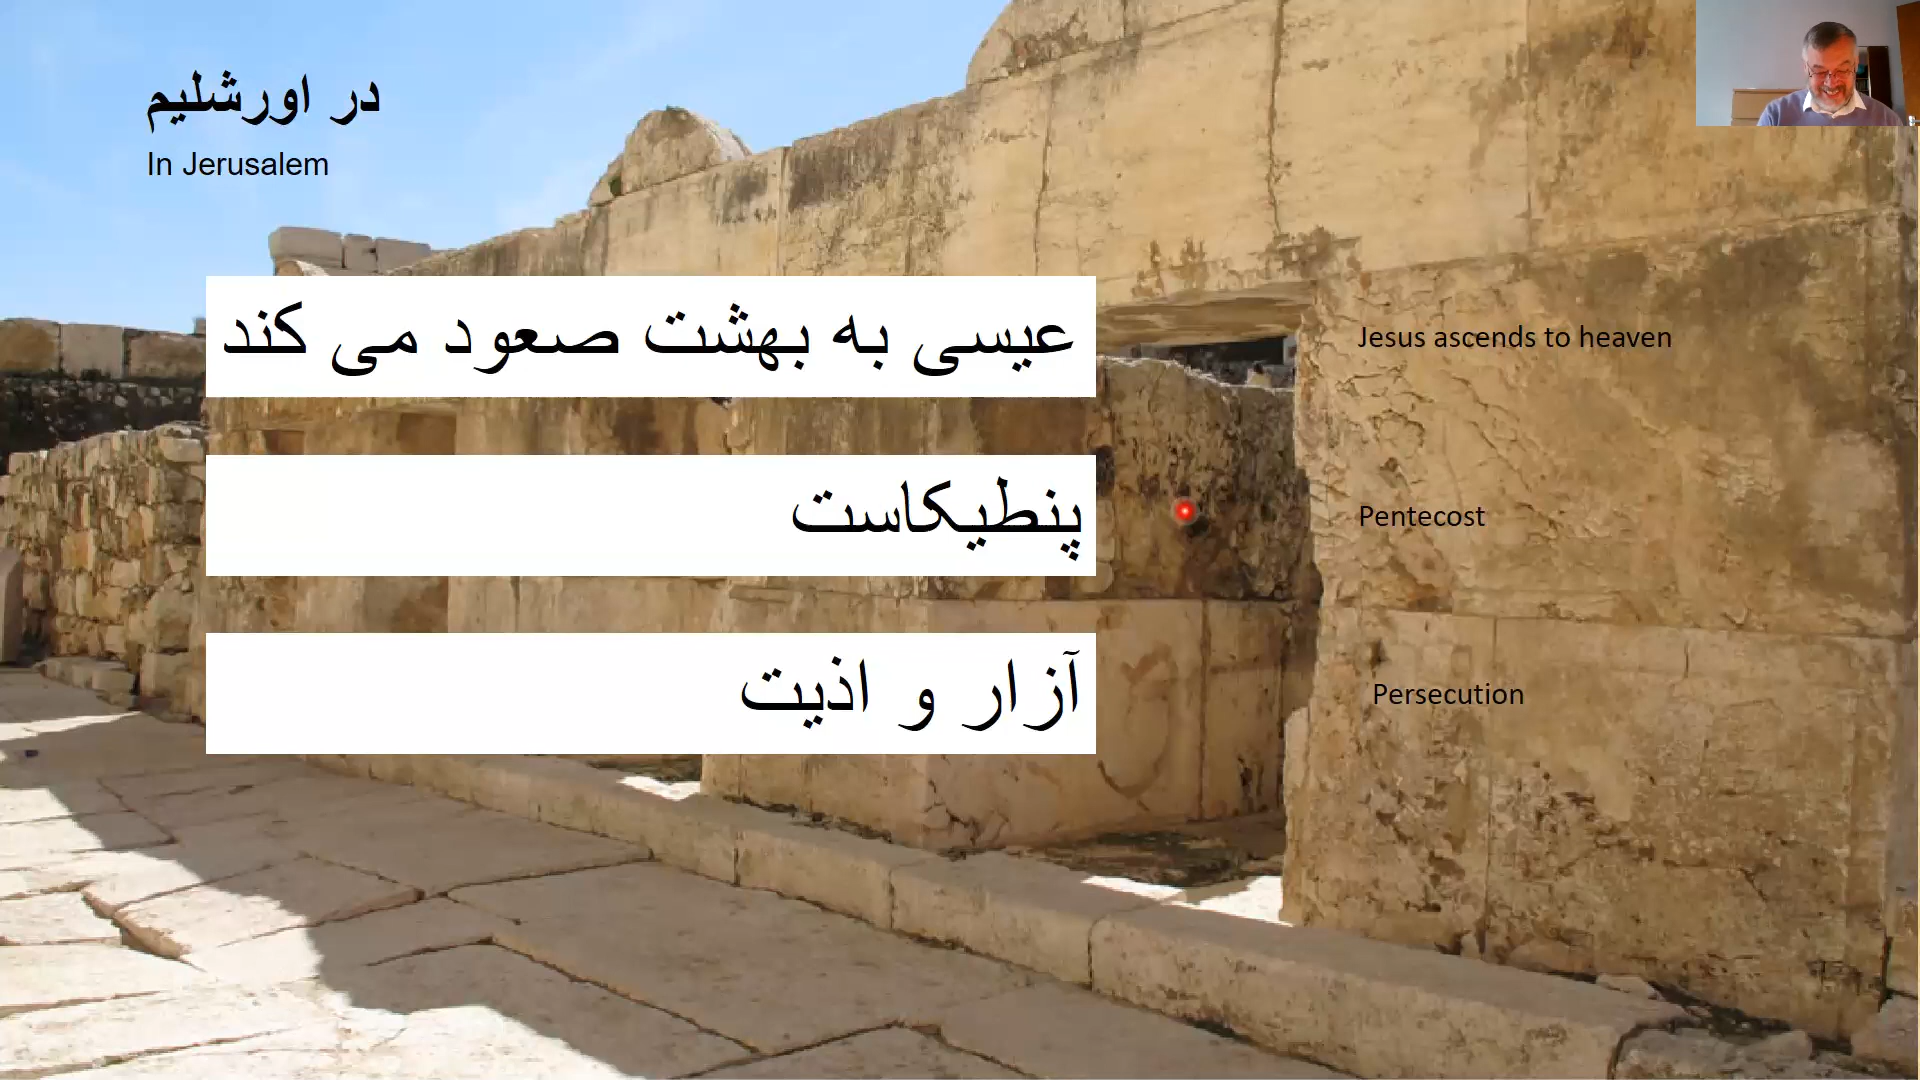 در اورشلیم
In Jerusalem
عیسی به بهشت صعود می کند
Jesus ascends to heaven
پنطیکاست
Pentecost
آزار و اذیت
Persecution